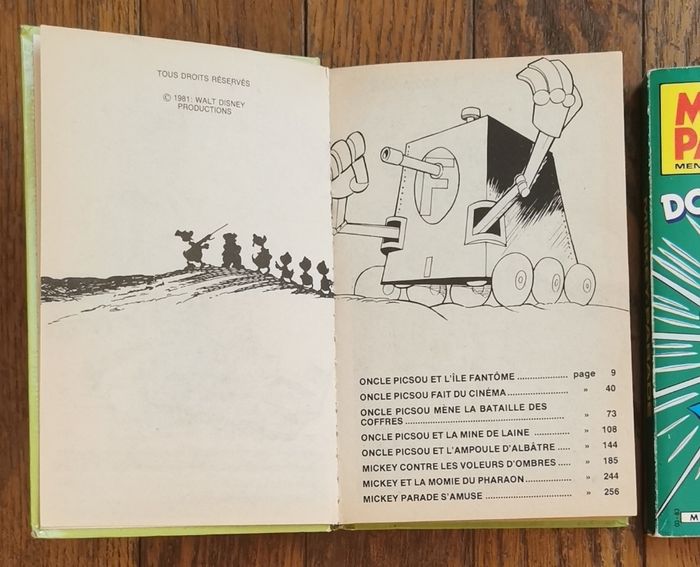 TOUS DROITS RÉSERVÉS
© 1981: WALT DISNEY
PRODUCTIONS
F
ONCLE PICSOU ET L'ÎLE FANTÔME .................... page 9
ONCLE PICSOU FAIT DU CINÉMA ...................... » 40
ONCLE PICSOU MÈNE LA BATAILLE DES
COFFRES ................................................ » 73
ONCLE PICSOU ET LA MINE DE LAINE .............. » 108
ONCLE PICSOU ET L'AMPOULE D'ALBÂTRE ..... » 144
MICKEY CONTRE LES VOLEURS D'OMBRES .... » 185
MICKEY ET LA MOMIE DU PHARAON ............... » 244
MICKEY PARADE S'AMUSE ............................ » 256
M
PA
MEN
DO
M